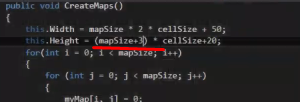 public void CreateMaps()
{
this.Width = mapSize * 2 * cellSize + 50;
this.Height = (mapSize+3) * cellSize+20;
for(int i = 0; i < mapSize; i++)
{
for (int j = 0; j < mapSize; j++)
{
myMap[i, j] = 0;